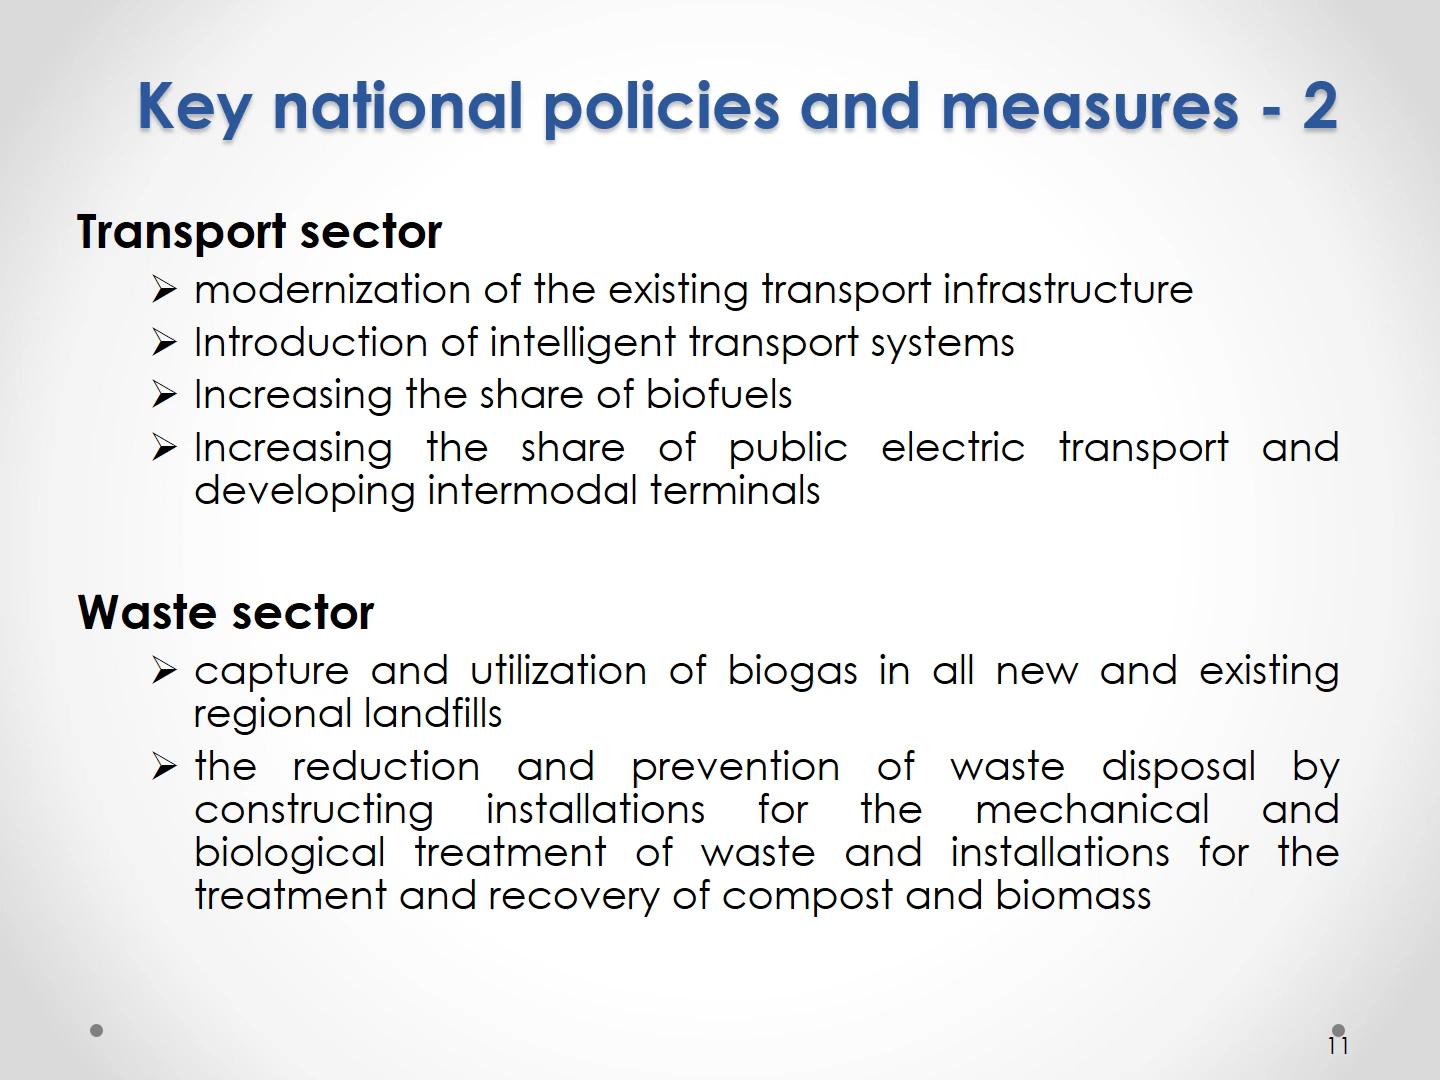 Key national policies and measures - 2
Transport sector
modernization of the existing transport infrastructure
Introduction of intelligent transport systems
Increasing the share of biofuels
Increasing the share of public electric transport and
developing intermodal terminals
Waste sector
capture and utilization of biogas in all new and existing
regional landfills
the reduction and prevention of waste disposal by
constructing installations for the mechanical and
biological treatment of waste and installations for the
treatment and recovery of compost and biomass
11